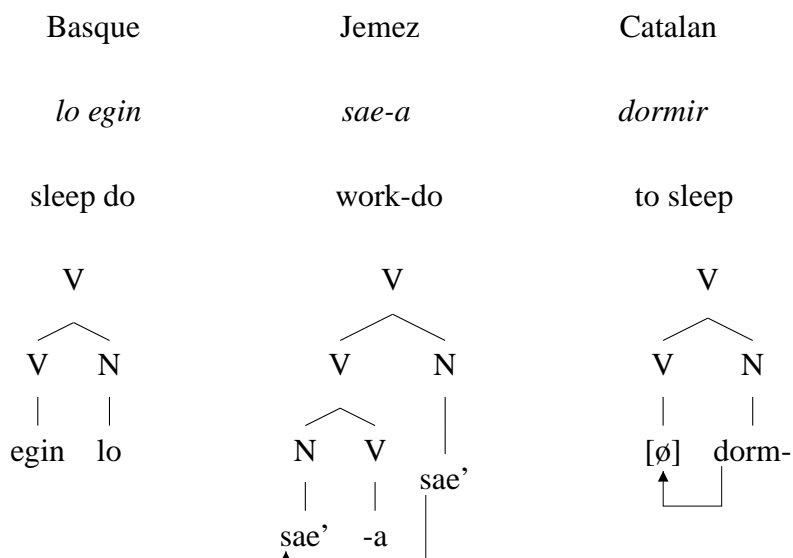 Basque Jemez Catalan
lo egin sae-a dormir
sleep do work-do to sleep
V V V
V N V N V N
egin lo N V sae’ [ø] dorm-
sae’ -a